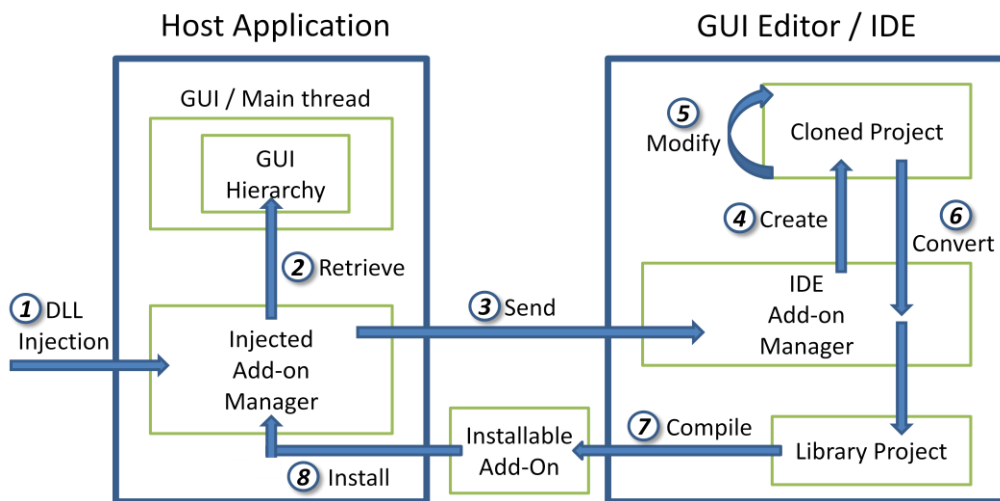 Host Application
GUI Editor / IDE
GUI / Main thread
GUI
Hierarchy
5
Modify
Cloned Project
4 Create
6
Convert
2 Retrieve
1 DLL
Injection
3 Send
IDE
Add-on
Manager
Injected
Add-on
Manager
7 Compile
Installable
Add-On
Library Project
8 Install